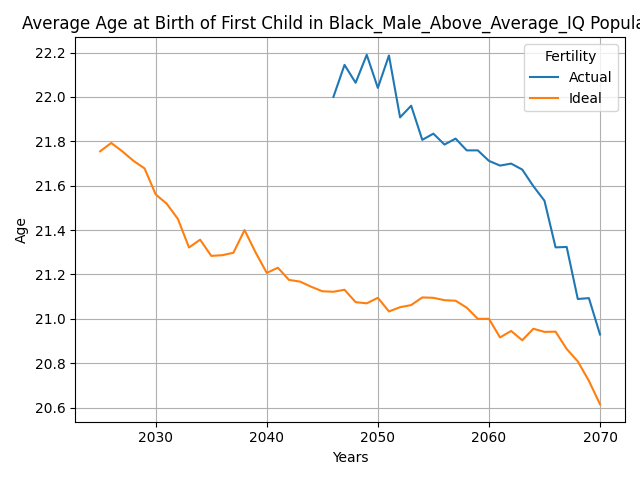 Average Age at Birth of First Child in Black_Male_Above_Average_IQ Popula
Fertility
Actual
Ideal
22.2
22.0
21.8
21.6
21.4
21.2
21.0
20.8
20.6
Age
2030 2040 2050 2060 2070
Years